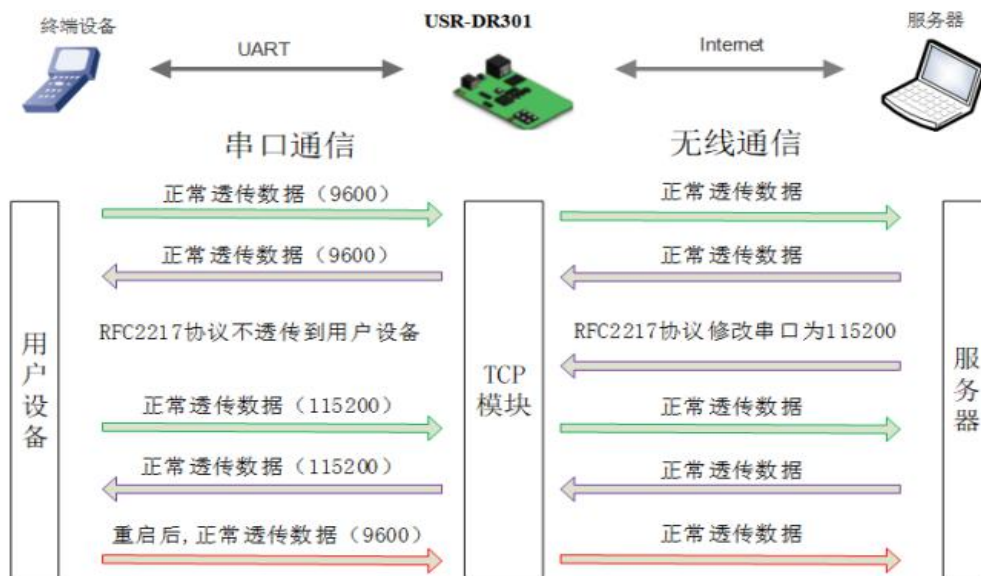 终端设备
USR-DR301
服务器
UART
Internet
串口通信
无线通信
正常透传数据（9600）
正常透传数据
正常透传数据（9600）
正常透传数据
RFC2217协议不透传到用户设备
RFC2217协议修改串口为115200
用户设备
TCP
模块
服务器
正常透传数据（115200）
正常透传数据
正常透传数据（115200）
正常透传数据
重启后,正常透传数据（9600）
正常透传数据